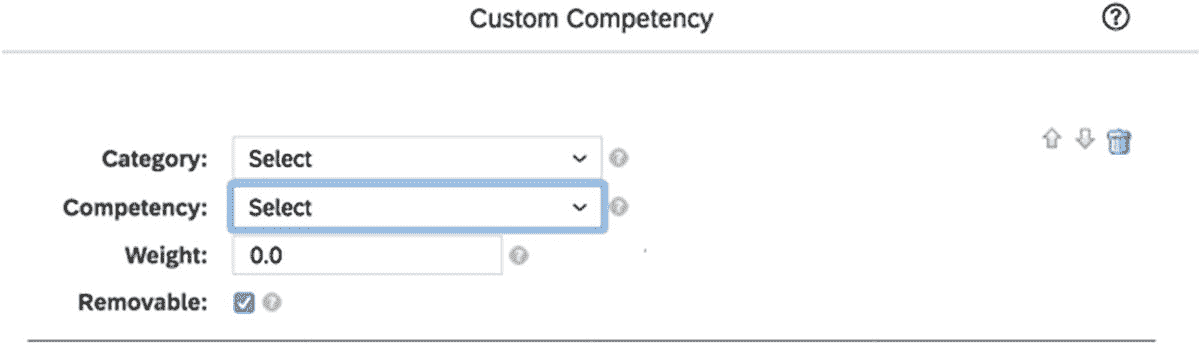 Custom Competency
Category: Select
Competency: Select
Weight: 0.0
Removable: